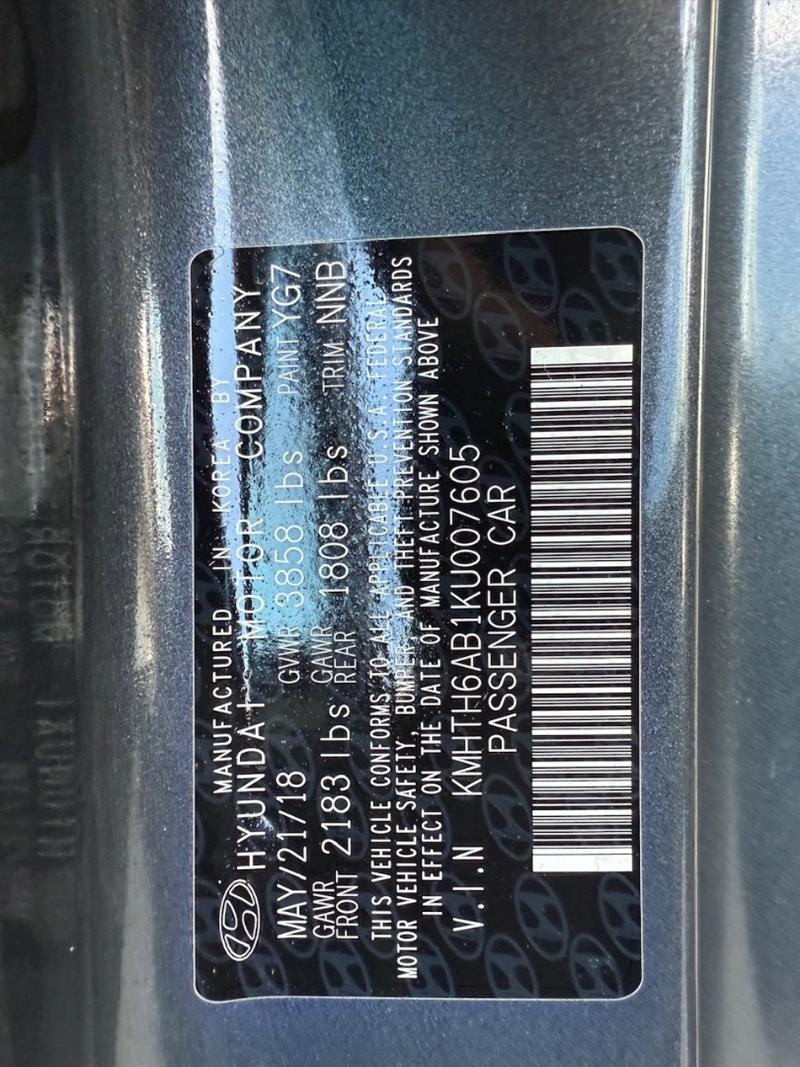 MANUFACTURED IN KOREA BY
HYUNDAI MOTOR COMPANY
MAY/21/18 GVWR 3858 lbs PAINT YG7
GAWR FRONT 2183 lbs GAWR REAR 1808 lbs TRIM NNB
THIS VEHICLE CONFORMS TO ALL APPLICABLE U.S.A. FEDERAL
MOTOR VEHICLE SAFETY, BUMPER, AND THEFT PREVENTION STANDARDS
IN EFFECT ON THE DATE OF MANUFACTURE SHOWN ABOVE
V.I.N KMHTH6AB1KU007605
PASSENGER CAR